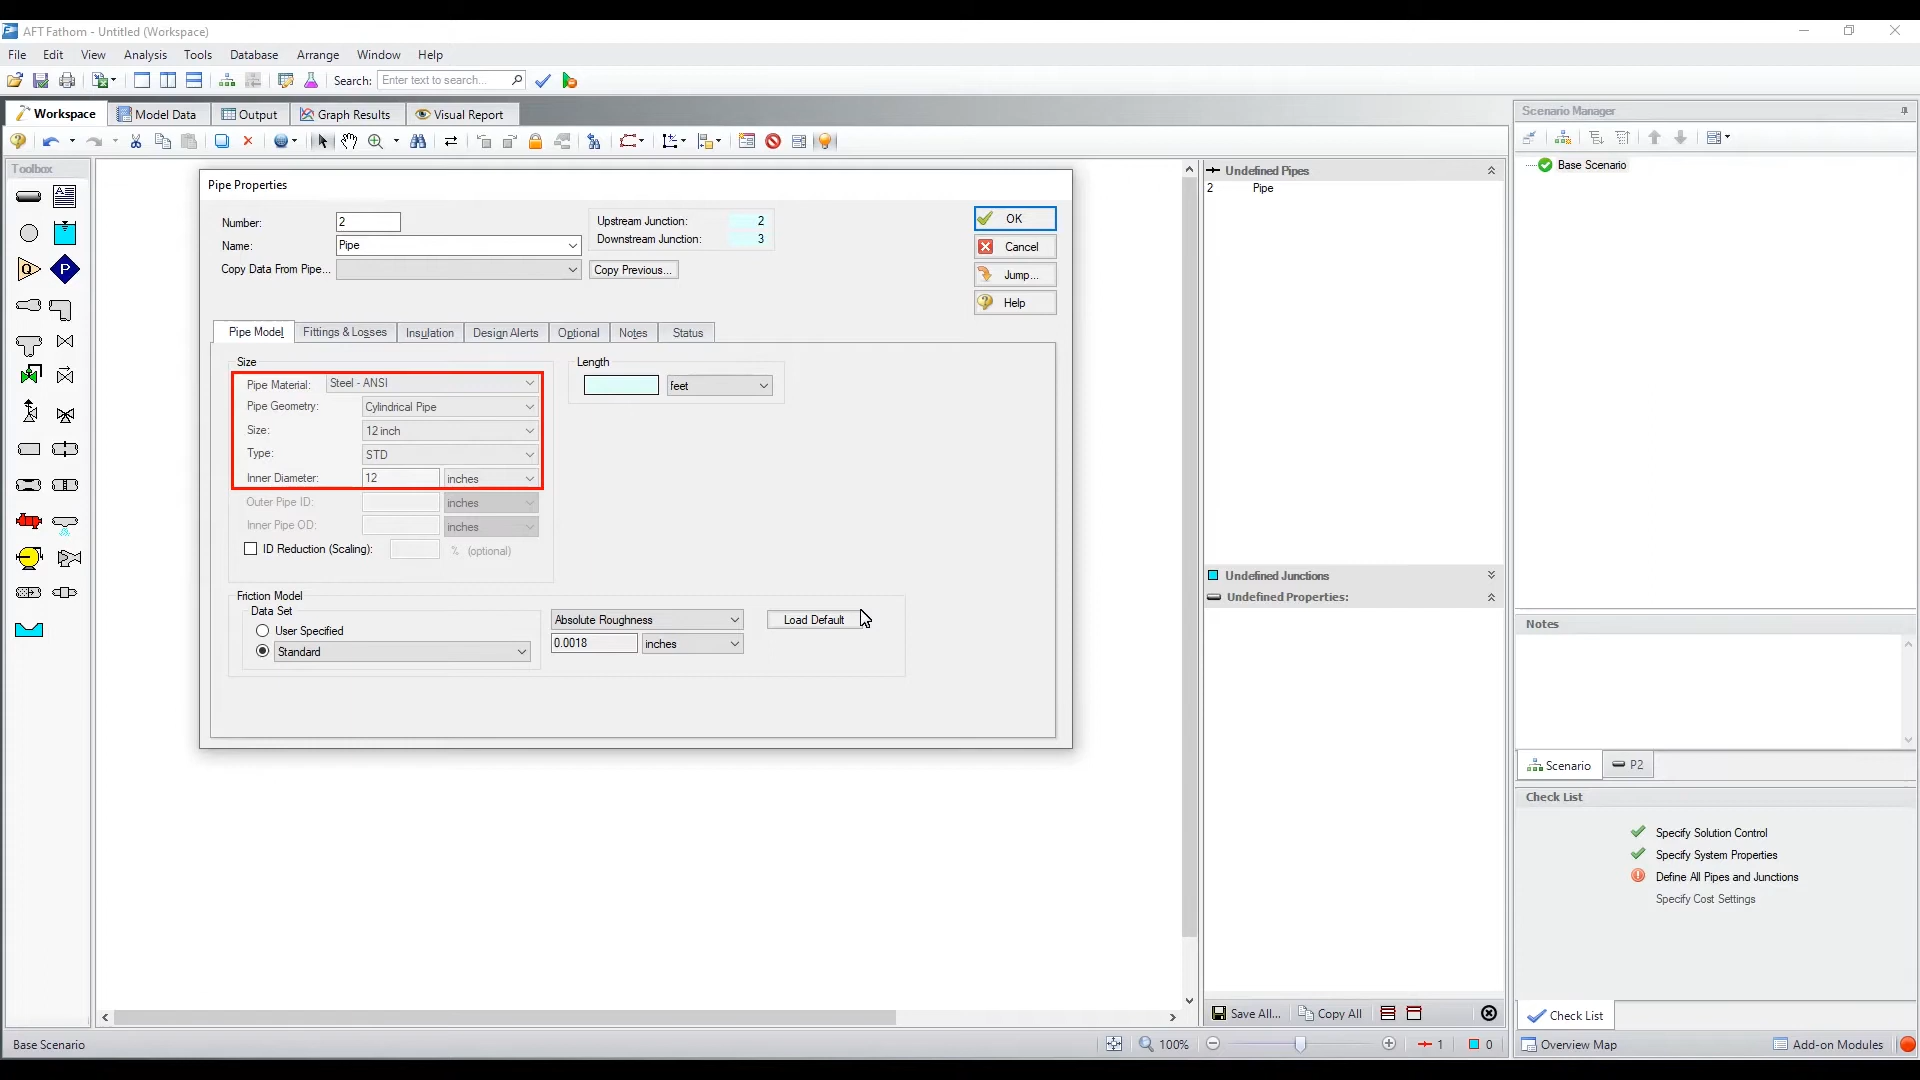 AFT Fathom - Untitled (Workspace)
File Edit View Analysis Tools Database Arrange Window Help
Search: Enter text to search...
Workspace Model Data Output Graph Results Visual Report
Scenario Manager
Toolbox
Base Scenario
Undefined Pipes
2 Pipe
Pipe Properties
Number: 2
Name: Pipe
Copy Data From Pipe... Copy Previous...
Upstream Junction: 2
Downstream Junction: 3
OK
Cancel
Jump...
Help
Pipe Model Fittings & Losses Insulation Design Alerts Optional Notes Status
Size
Pipe Material: Steel - ANSI
Pipe Geometry: Cylindrical Pipe
Size: 12 inch
Type: STD
Inner Diameter: 12 inches
Outer Pipe ID: inches
Inner Pipe OD: inches
ID Reduction (Scaling): % (optional)
Length
feet
Friction Model
Data Set
User Specified
Standard
Absolute Roughness
0.0018 inches
Load Default
Undefined Junctions
Undefined Properties:
Notes
Scenario P2
Check List
Specify Solution Control
Specify System Properties
Define All Pipes and Junctions
Specify Cost Settings
Save All... Copy All
Check List
Base Scenario 100% 1 0 Overview Map Add-on Modules